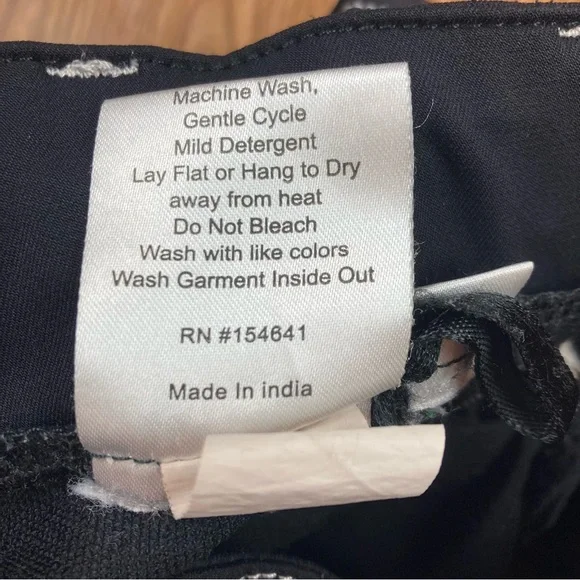 Machine Wash,
Gentle Cycle
Mild Detergent
Lay Flat or Hang to Dry
away from heat
Do Not Bleach
Wash with like colors
Wash Garment Inside Out
RN #154641
Made In india